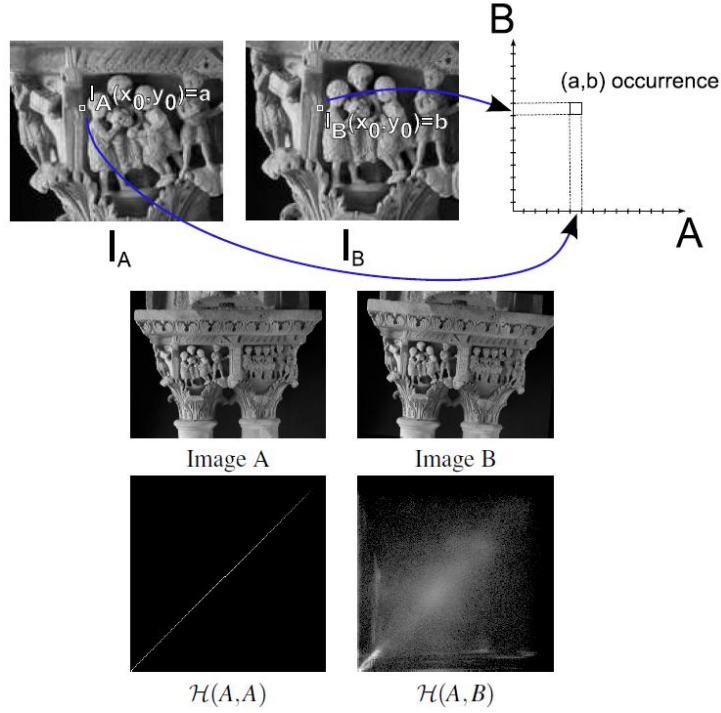 B
(a,b) occurrence
I_A(x_0,y_0)=a
I_B(x_0,y_0)=b
A
I_A
I_B
Image A
Image B
H(A,A)
H(A,B)